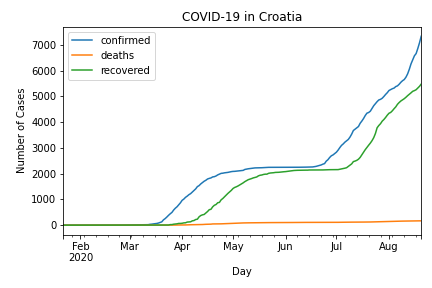 COVID-19 in Croatia
confirmed
deaths
recovered
Number of Cases
7000
6000
5000
4000
3000
2000
1000
0
Feb Mar Apr May Jun Jul Aug
2020
Day